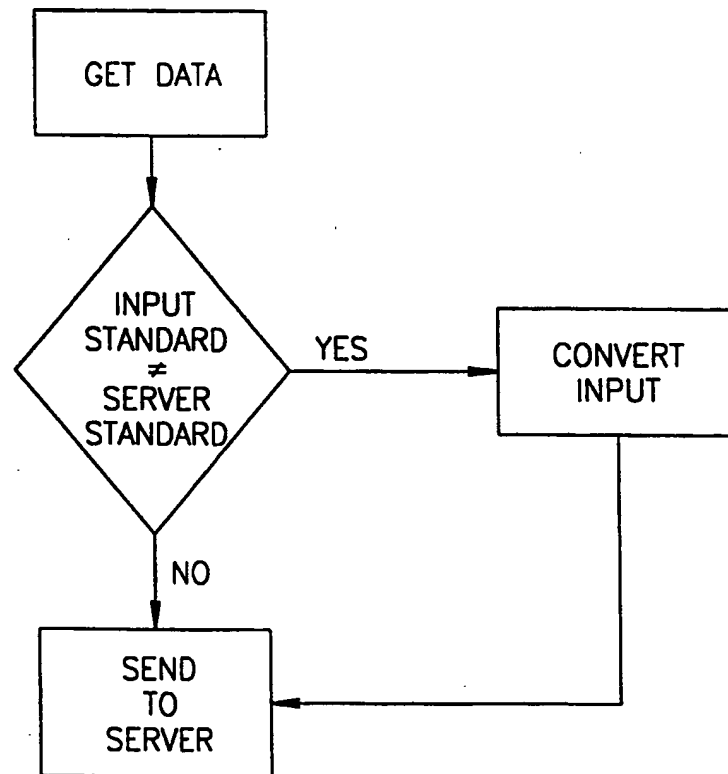 GET DATA
INPUT
STANDARD
≠
SERVER
STANDARD
YES
CONVERT
INPUT
NO
SEND
TO
SERVER